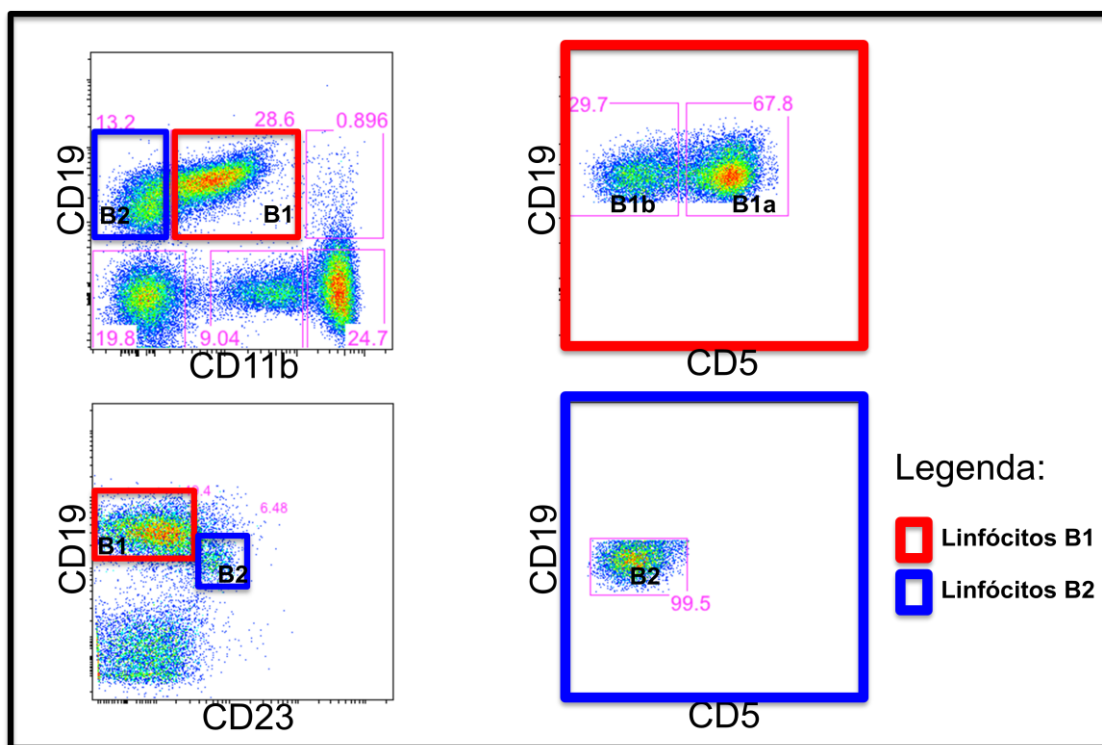 13.2
28.6
0.896
CD19
B2
B1
19.8
9.04
24.7
CD11b
29.7
67.8
CD19
B1b
B1a
CD5
6.48
CD19
B1
B2
CD23
CD19
B2
99.5
CD5
Legenda:
Linfócitos B1
Linfócitos B2